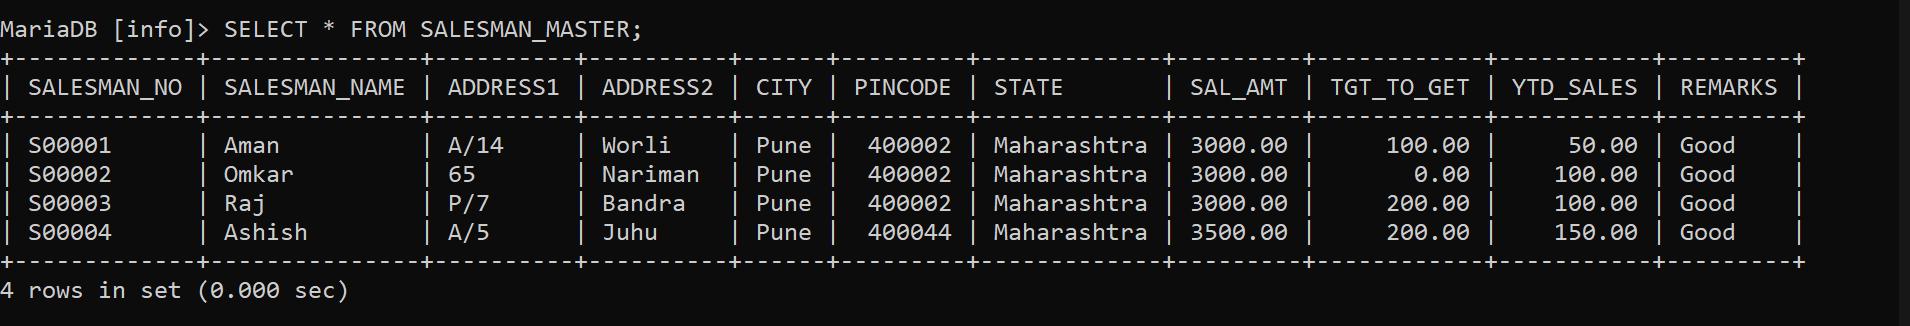 MariaDB [info]> SELECT * FROM SALESMAN_MASTER;
+-------------+---------------+----------+----------+------+---------+-------------+---------+------------+-----------+---------+
| SALESMAN_NO | SALESMAN_NAME | ADDRESS1 | ADDRESS2 | CITY | PINCODE | STATE       | SAL_AMT | TGT_TO_GET | YTD_SALES | REMARKS |
+-------------+---------------+----------+----------+------+---------+-------------+---------+------------+-----------+---------+
| S00001      | Aman          | A/14     | Worli    | Pune |  400002 | Maharashtra | 3000.00 |     100.00 |     50.00 | Good    |
| S00002      | Omkar         | 65       | Nariman  | Pune |  400002 | Maharashtra | 3000.00 |       0.00 |    100.00 | Good    |
| S00003      | Raj           | P/7      | Bandra   | Pune |  400002 | Maharashtra | 3000.00 |     200.00 |    100.00 | Good    |
| S00004      | Ashish        | A/5      | Juhu     | Pune |  400044 | Maharashtra | 3500.00 |     200.00 |    150.00 | Good    |
+-------------+---------------+----------+----------+------+---------+-------------+---------+------------+-----------+---------+
4 rows in set (0.000 sec)